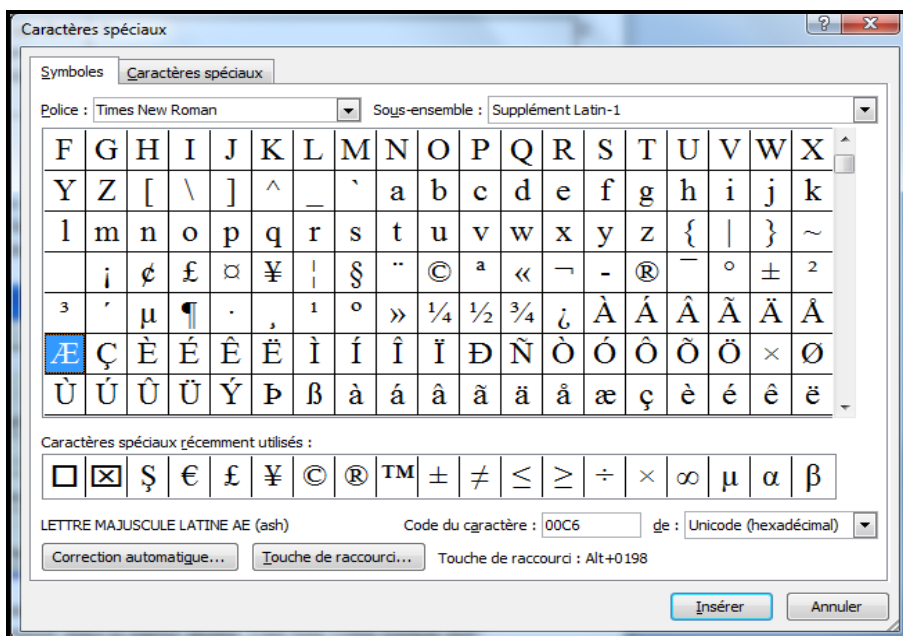 Caractères spéciaux
Symboles Caractères spéciaux
Police : Times New Roman Sous-ensemble : Supplément Latin-1
F G H I J K L M N O P Q R S T U V W X
Y Z [ \ ] ^ _ ` a b c d e f g h i j k
l m n o p q r s t u v w x y z { | } ~
¡ ¢ £ ¤ ¥ ¦ § ¨ © ª « ¬ - ® ¯ ° ± ²
³ ´ µ ¶ · ¸ ¹ º » ¼ ½ ¾ ¿ À Á Â Ã Ä Å
Æ Ç È É Ê Ë Ì Í Î Ï Ð Ñ Ò Ó Ô Õ Ö × Ø
Ù Ú Û Ü Ý Þ ß à á â ã ä å æ ç è é ê ë
Caractères spéciaux récemment utilisés :
☐ ☒ Ş € £ ¥ © ® ™ ± ≠ ≤ ≥ ÷ × ∞ µ α β
LETTRE MAJUSCULE LATINE AE (ash) Code du caractère : 00C6 de : Unicode (hexadécimal)
Correction automatique... Touche de raccourci... Touche de raccourci : Alt+0198
Insérer Annuler